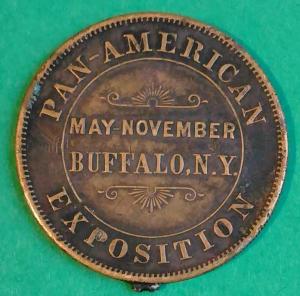 PAN-AMERICAN
MAY-NOVEMBER
BUFFALO, N.Y.
EXPOSITION